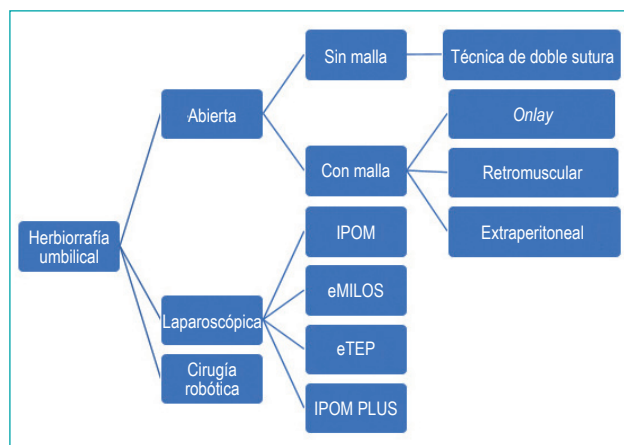 Herbiorrafía
umbilical
Abierta
Sin malla
Técnica de doble sutura
Con malla
Onlay
Retromuscular
Extraperitoneal
Laparoscópica
IPOM
eMILOS
eTEP
IPOM PLUS
Cirugía
robótica